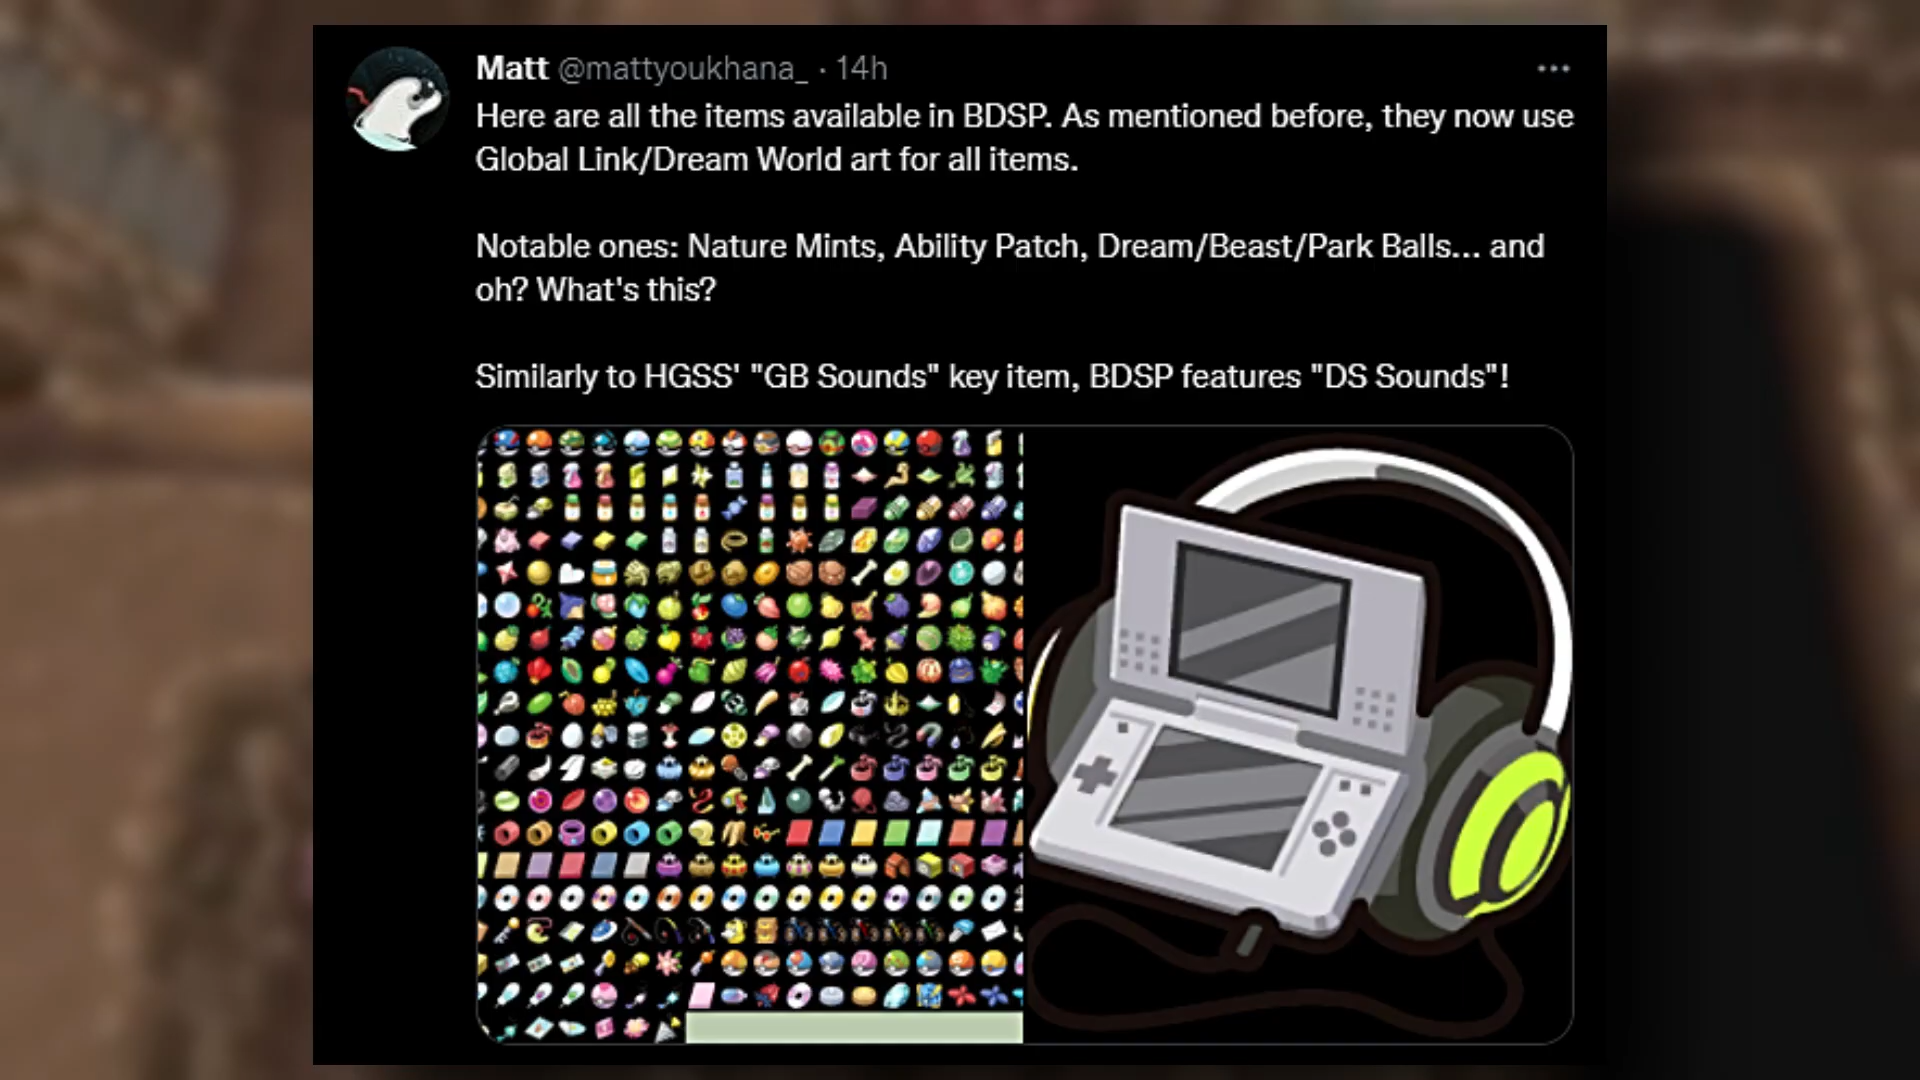 Matt @mattyoukhana_ · 14h
Here are all the items available in BDSP. As mentioned before, they now use
Global Link/Dream World art for all items.
Notable ones: Nature Mints, Ability Patch, Dream/Beast/Park Balls... and
oh? What's this?
Similarly to HGSS' "GB Sounds" key item, BDSP features "DS Sounds"!